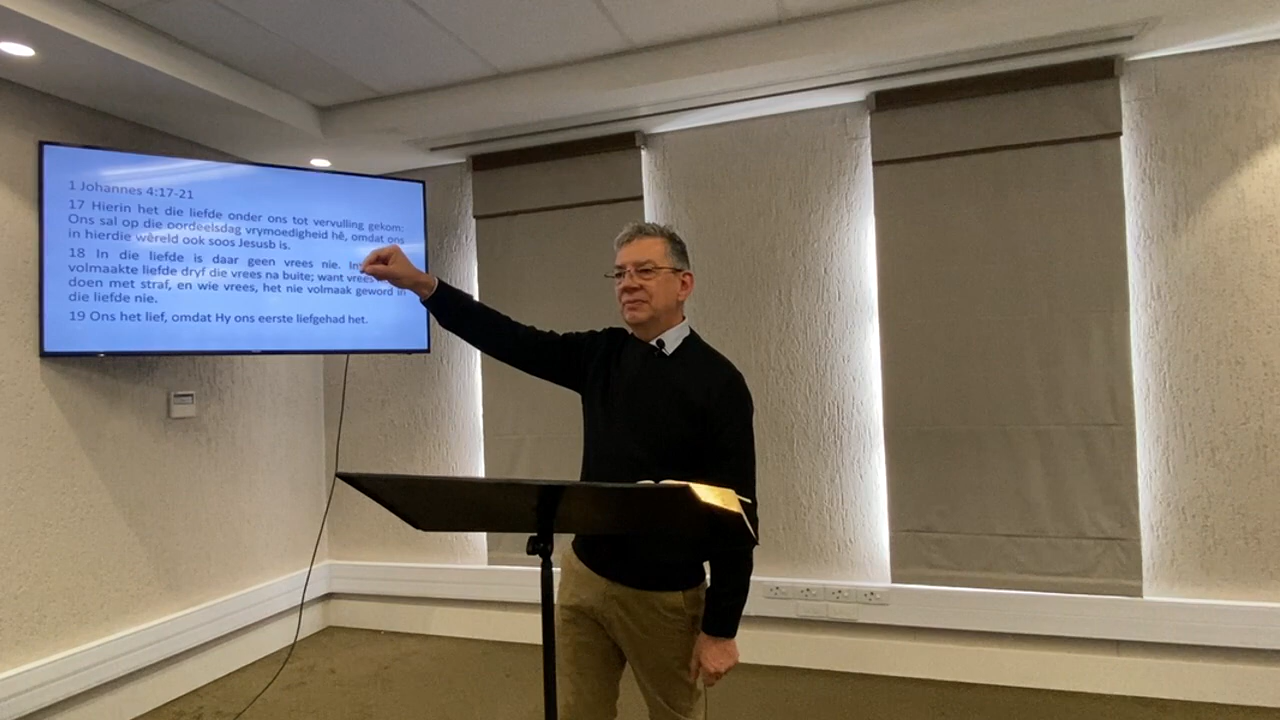 1 Johannes 4:17-21
17 Hierin het die liefde onder ons tot vervulling gekom:
Ons sal op die oordeelsdag vrymoedigheid hê, omdat ons
in hierdie wêreld ook soos Jesusb is.
18 In die liefde is daar geen vrees nie.
volmaakte liefde dryf die vrees na buite; want vrees
doen met straf, en wie vrees, het nie volmaak geword in
die liefde nie.
19 Ons het lief, omdat Hy ons eerste liefgehad het.